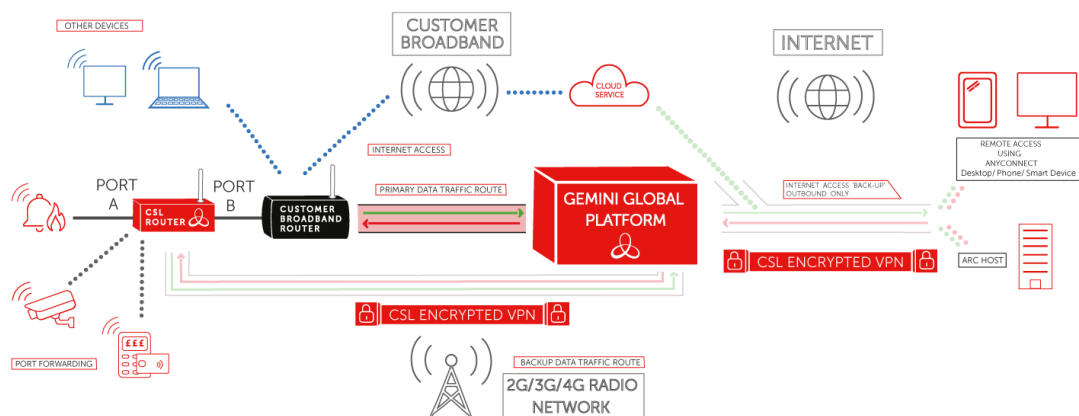 OTHER DEVICES
CUSTOMER
BROADBAND
INTERNET
CLOUD
SERVICE
INTERNET ACCESS
REMOTE ACCESS
USING
ANYCONNECT
Desktop/ Phone/ Smart Device
PORT
A
PORT
B
CSL
ROUTER
CUSTOMER
BROADBAND
ROUTER
PRIMARY DATA TRAFFIC ROUTE
GEMINI GLOBAL
PLATFORM
INTERNET ACCESS 'BACK-UP'
OUTBOUND ONLY
CSL ENCRYPTED VPN
ARC HOST
CSL ENCRYPTED VPN
£££
PORT FORWARDING
BACKUP DATA TRAFFIC ROUTE
2G/3G/4G RADIO
NETWORK